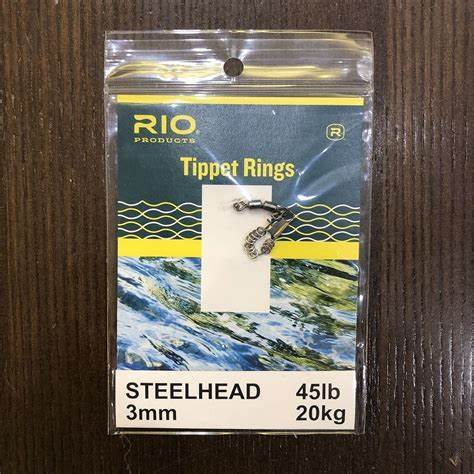 RIO®
PRODUCTS
R
Tippet Rings
STEELHEAD 45lb
3mm 20kg